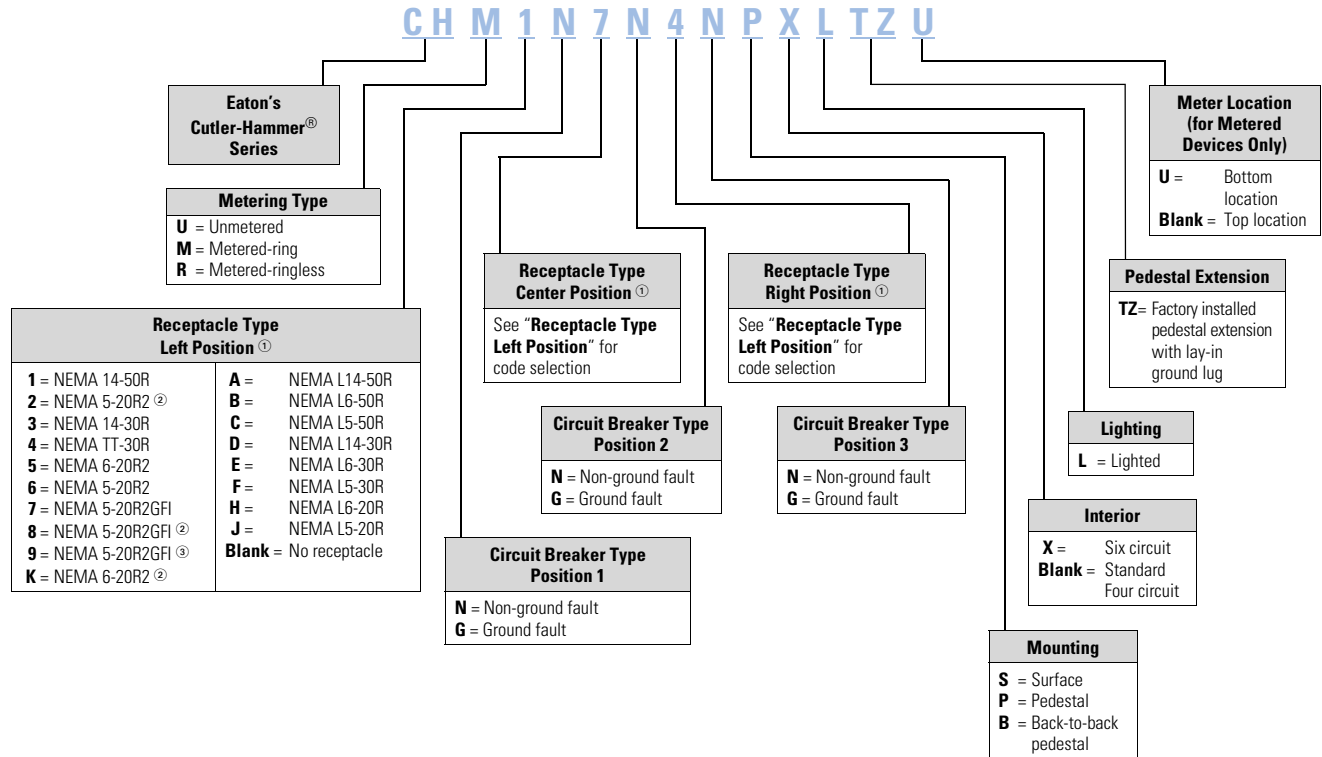 CH M 1 N 7 N 4 N P X L TZ U
Eaton's
Cutler-Hammer®
Series
Metering Type
U = Unmetered
M = Metered-ring
R = Metered-ringless
Receptacle Type
Left Position ①
1 = NEMA 14-50R
2 = NEMA 5-20R2 ②
3 = NEMA 14-30R
4 = NEMA TT-30R
5 = NEMA 6-20R2
6 = NEMA 5-20R2
7 = NEMA 5-20R2GFI
8 = NEMA 5-20R2GFI ②
9 = NEMA 5-20R2GFI ③
K = NEMA 6-20R2 ②
A = NEMA L14-50R
B = NEMA L6-50R
C = NEMA L5-50R
D = NEMA L14-30R
E = NEMA L6-30R
F = NEMA L5-30R
H = NEMA L6-20R
J = NEMA L5-20R
Blank = No receptacle
Circuit Breaker Type
Position 1
N = Non-ground fault
G = Ground fault
Receptacle Type
Center Position ①
See "Receptacle Type
Left Position" for
code selection
Circuit Breaker Type
Position 2
N = Non-ground fault
G = Ground fault
Receptacle Type
Right Position ①
See "Receptacle Type
Left Position" for
code selection
Circuit Breaker Type
Position 3
N = Non-ground fault
G = Ground fault
Mounting
S = Surface
P = Pedestal
B = Back-to-back
pedestal
Interior
X = Six circuit
Blank = Standard
Four circuit
Lighting
L = Lighted
Pedestal Extension
TZ= Factory installed
pedestal extension
with lay-in
ground lug
Meter Location
(for Metered
Devices Only)
U = Bottom
location
Blank = Top location